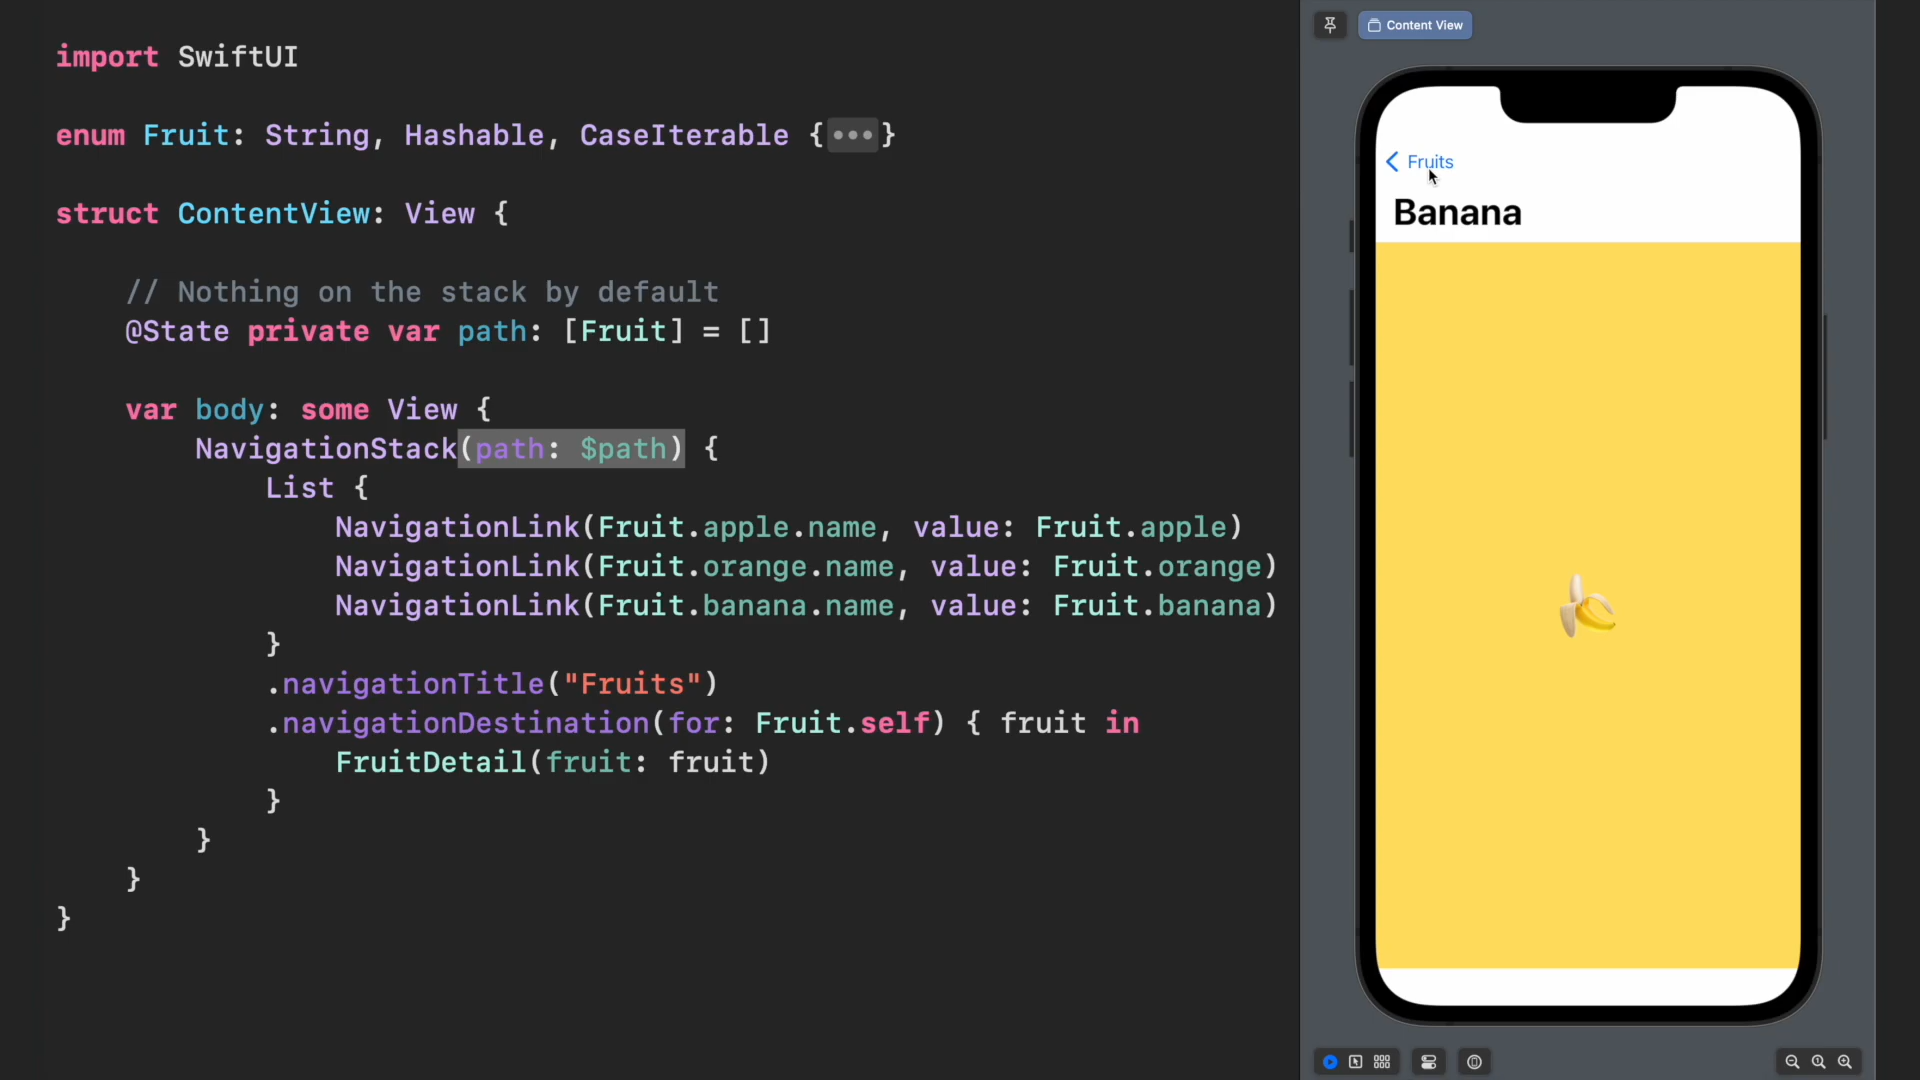 import SwiftUI
enum Fruit: String, Hashable, CaseIterable {•••}
struct ContentView: View {
// Nothing on the stack by default
@State private var path: [Fruit] = []
var body: some View {
NavigationStack(path: $path) {
List {
NavigationLink(Fruit.apple.name, value: Fruit.apple)
NavigationLink(Fruit.orange.name, value: Fruit.orange)
NavigationLink(Fruit.banana.name, value: Fruit.banana)
}
.navigationTitle("Fruits")
.navigationDestination(for: Fruit.self) { fruit in
FruitDetail(fruit: fruit)
}
}
}
}
Content View
Fruits
Banana